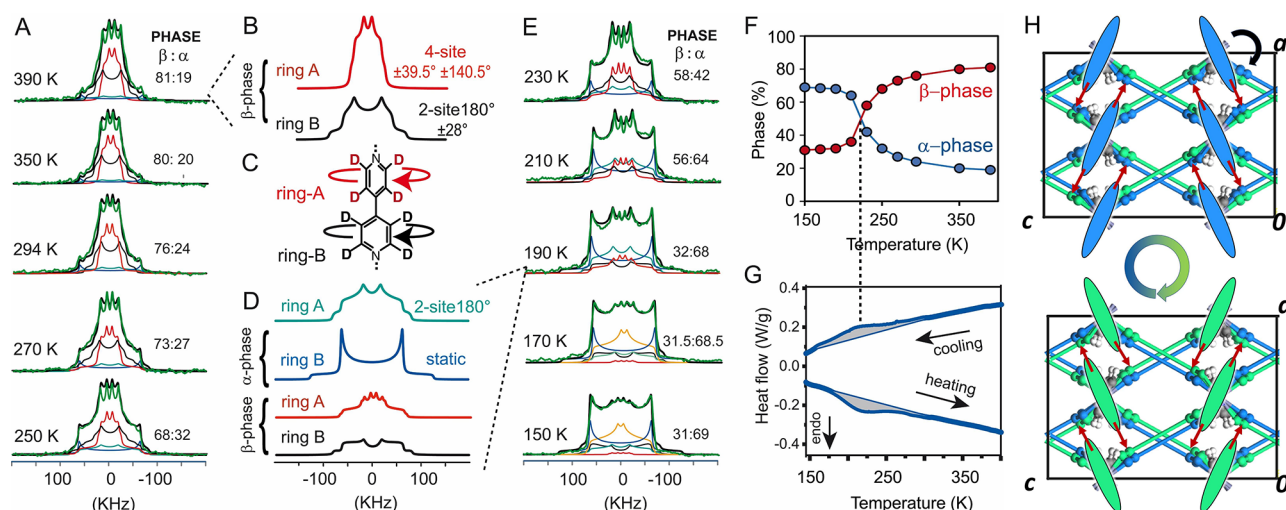 A
PHASE
β : α
390 K
81:19
350 K
80: 20
294 K
76:24
270 K
73:27
250 K
68:32
100 0 -100
(KHz)
B
β-phase
ring A
4-site
±39.5° ±140.5°
ring B
2-site180°
±28°
C
N
D D
ring-A
D D
D D
ring-B
D D
N
D
ring A
2-site180°
α-phase
ring B
static
β-phase
ring A
ring B
-100 0 100
(KHz)
E
PHASE
β : α
230 K
58:42
210 K
56:64
190 K
32:68
170 K
31.5:68.5
150 K
31:69
100 0 -100
(KHz)
F
100
80
60
40
20
0
Phase (%)
β-phase
α-phase
150 250 350
Temperature (K)
G
0.4
0.2
0.0
-0.2
-0.4
Heat flow (W/g)
cooling
heating
endo
150 250 350
Temperature (K)
H
a
c
0
a
c
0